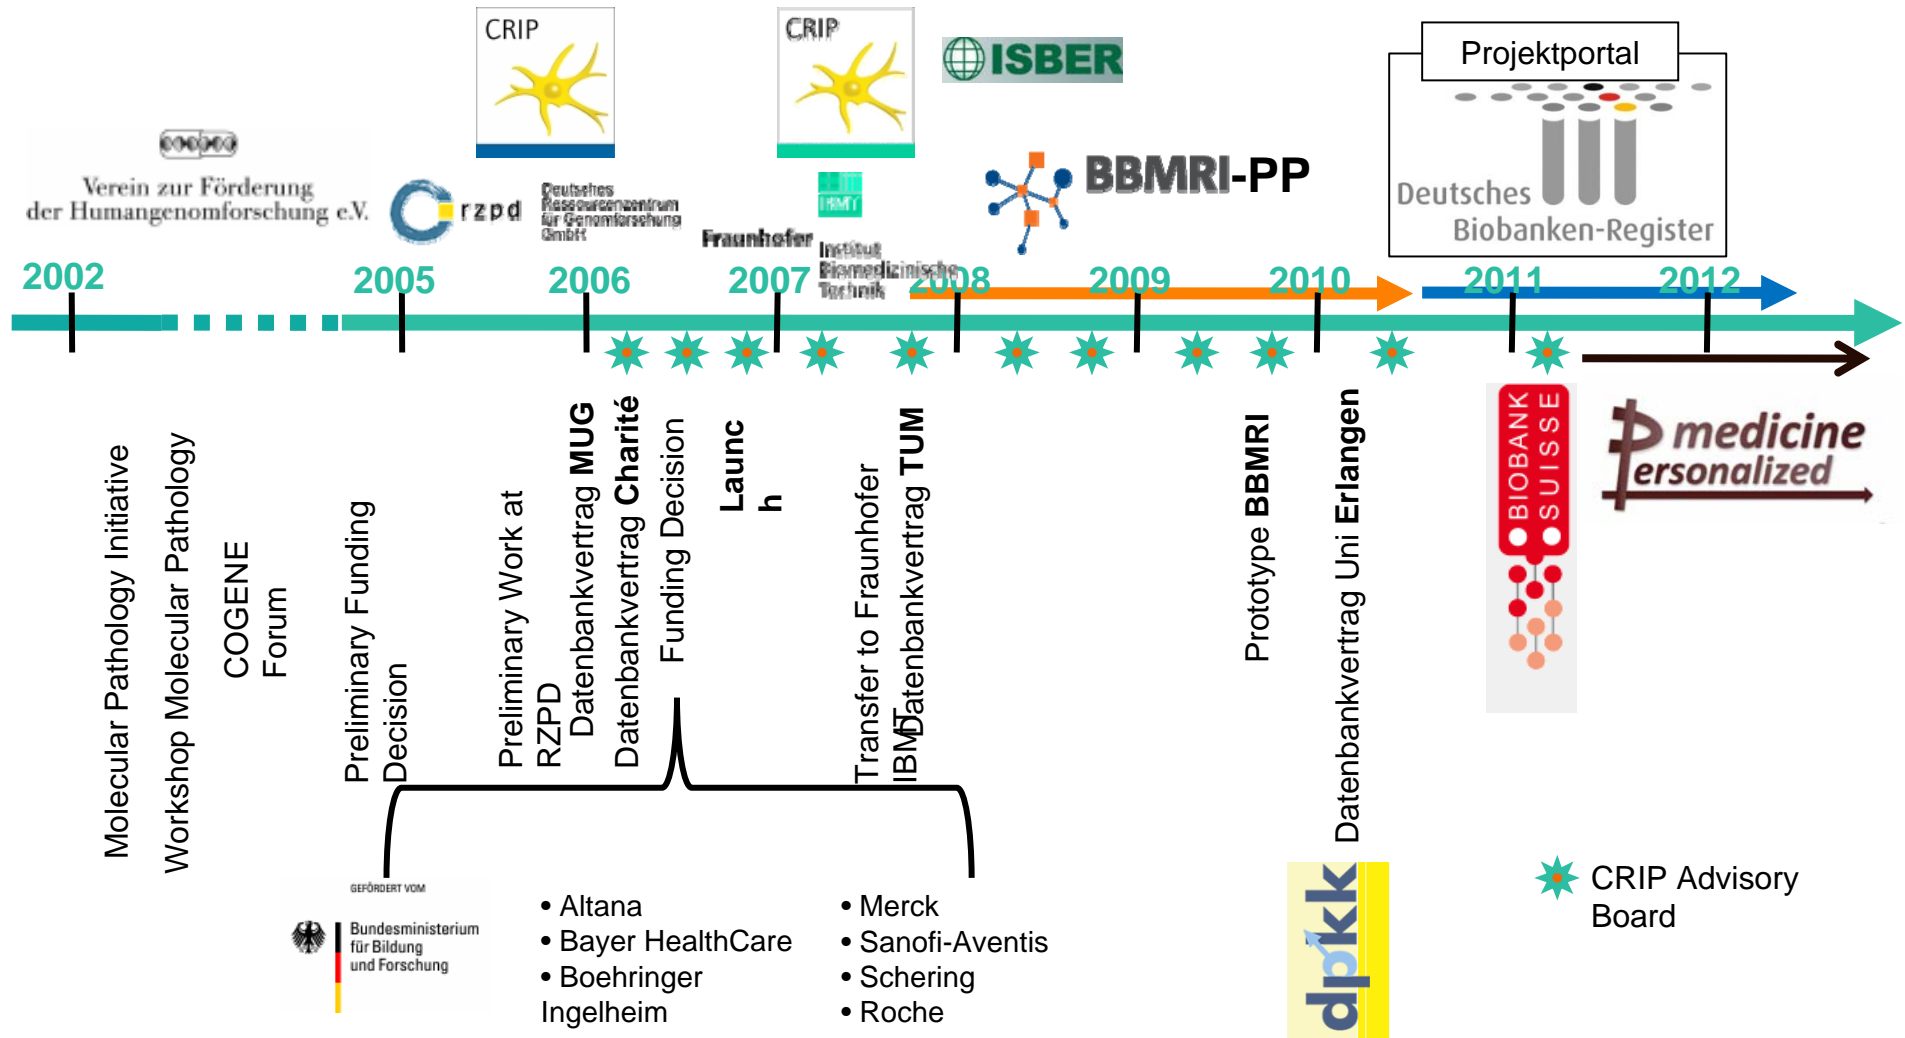 CRIP
CRIP
ISBER
Projektportal
Deutsches
Biobanken-Register
Verein zur Förderung
der Humangenomforschung e.V.
rzpd
Deutsches
Ressourcenzentrum
für Genomforschung
GmbH
IBMT
Fraunhofer
Institut
Biomedizinische
Technik
BBMRI-PP
2002
2005
2006
2007
2008
2009
2010
2011
2012
Molecular Pathology Initiative
Workshop Molecular Pathology
COGENE
Forum
Preliminary Funding
Decision
Preliminary Work at
RZPD
Datenbankvertrag MUG
Datenbankvertrag Charité
Funding Decision
Launc
h
Transfer to Fraunhofer
IBMT
Datenbankvertrag TUM
Prototype BBMRI
Datenbankvertrag Uni Erlangen
BIOBANK
SUISSE
P medicine
Personalized
GEFÖRDERT VOM
Bundesministerium
für Bildung
und Forschung
• Altana
• Bayer HealthCare
• Boehringer
Ingelheim
• Merck
• Sanofi-Aventis
• Schering
• Roche
dpkk
CRIP Advisory
Board